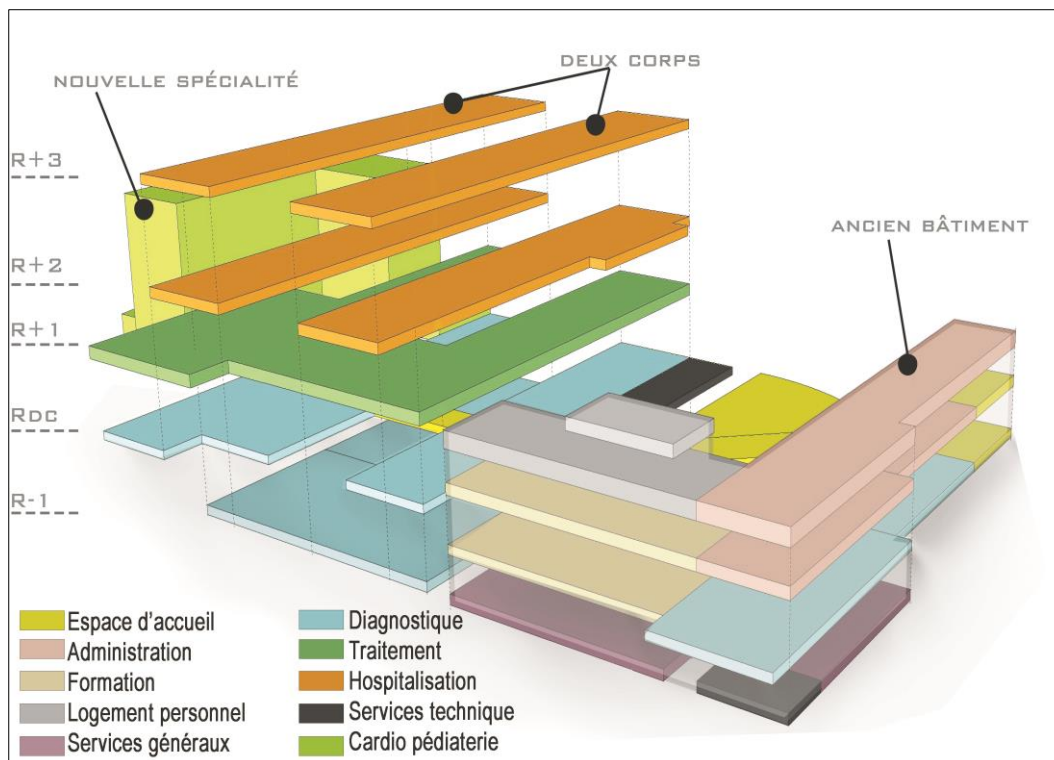 DEUX CORPS
NOUVELLE SPÉCIALITÉ
R+3
ANCIEN BÂTIMENT
R+2
R+1
RDC
R-1
Espace d'accueil
Administration
Formation
Logement personnel
Services généraux
Diagnostique
Traitement
Hospitalisation
Services technique
Cardio pédiaterie